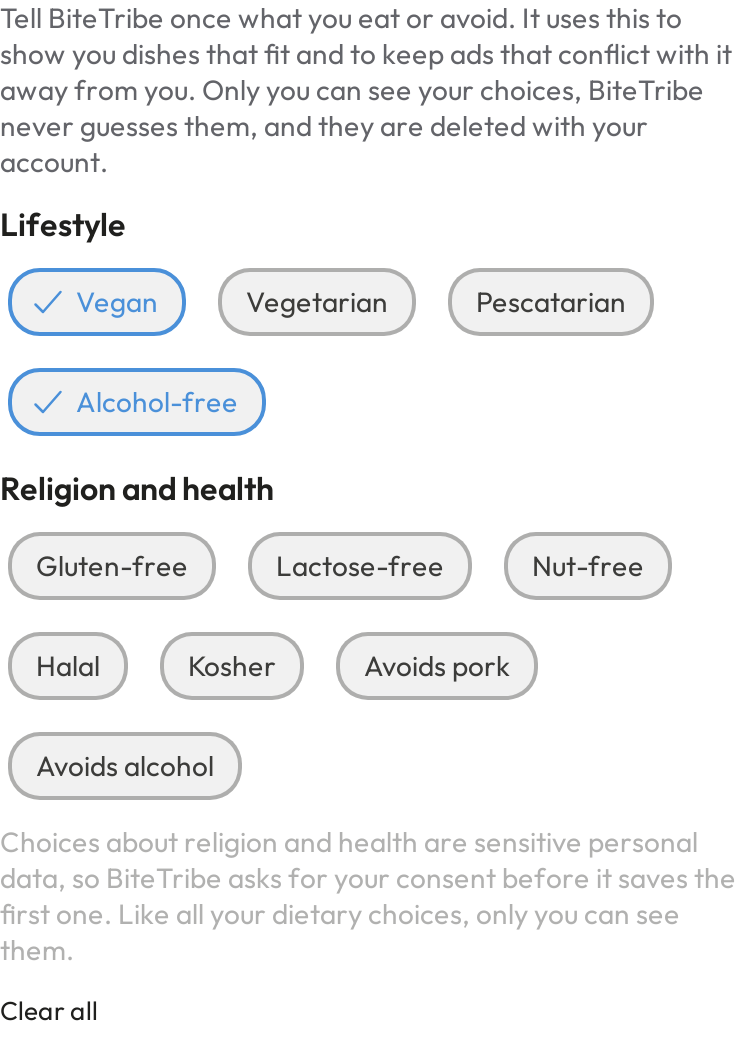 Tell BiteTribe once what you eat or avoid. It uses this to
show you dishes that fit and to keep ads that conflict with it
away from you. Only you can see your choices, BiteTribe
never guesses them, and they are deleted with your
account.
Lifestyle
Vegan
Vegetarian
Pescatarian
Alcohol-free
Religion and health
Gluten-free
Lactose-free
Nut-free
Halal
Kosher
Avoids pork
Avoids alcohol
Choices about religion and health are sensitive personal
data, so BiteTribe asks for your consent before it saves the
first one. Like all your dietary choices, only you can see
them.
Clear all